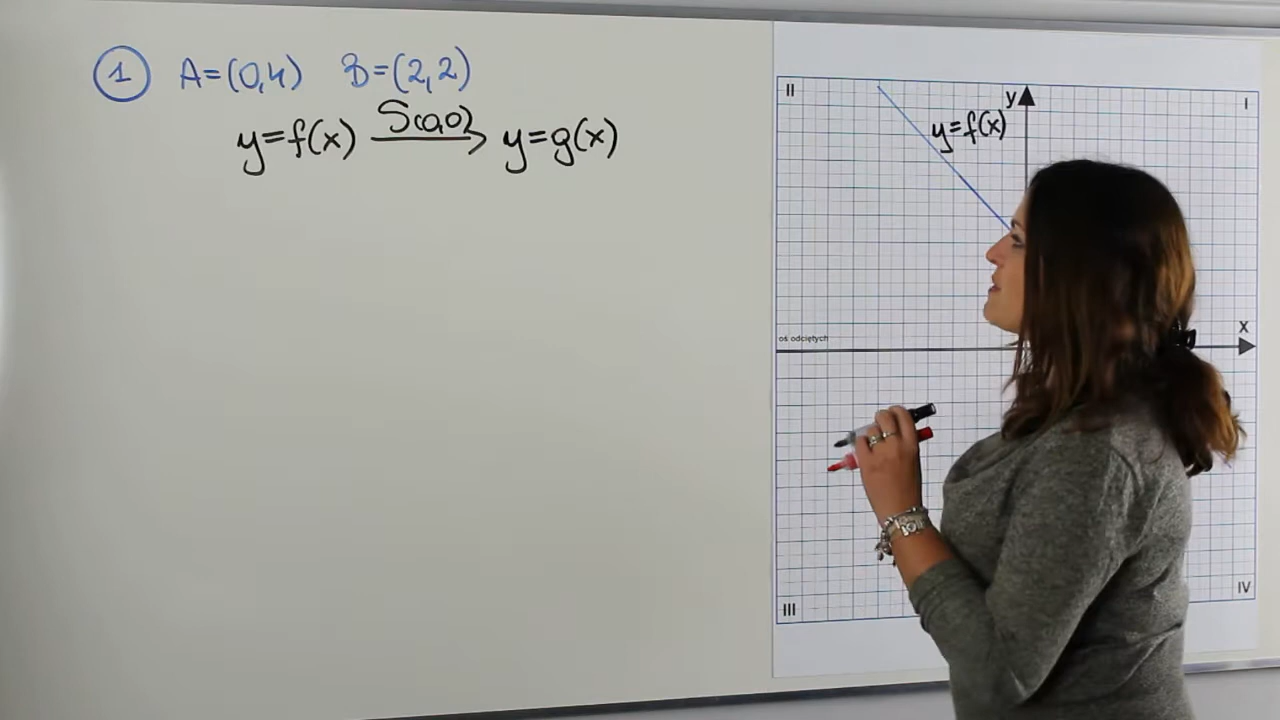 1 A=(0,4) B=(2,2)
y=f(x) S(0,0) y=g(x)
II y I
y=f(x)
x
oś odciętych
III IV